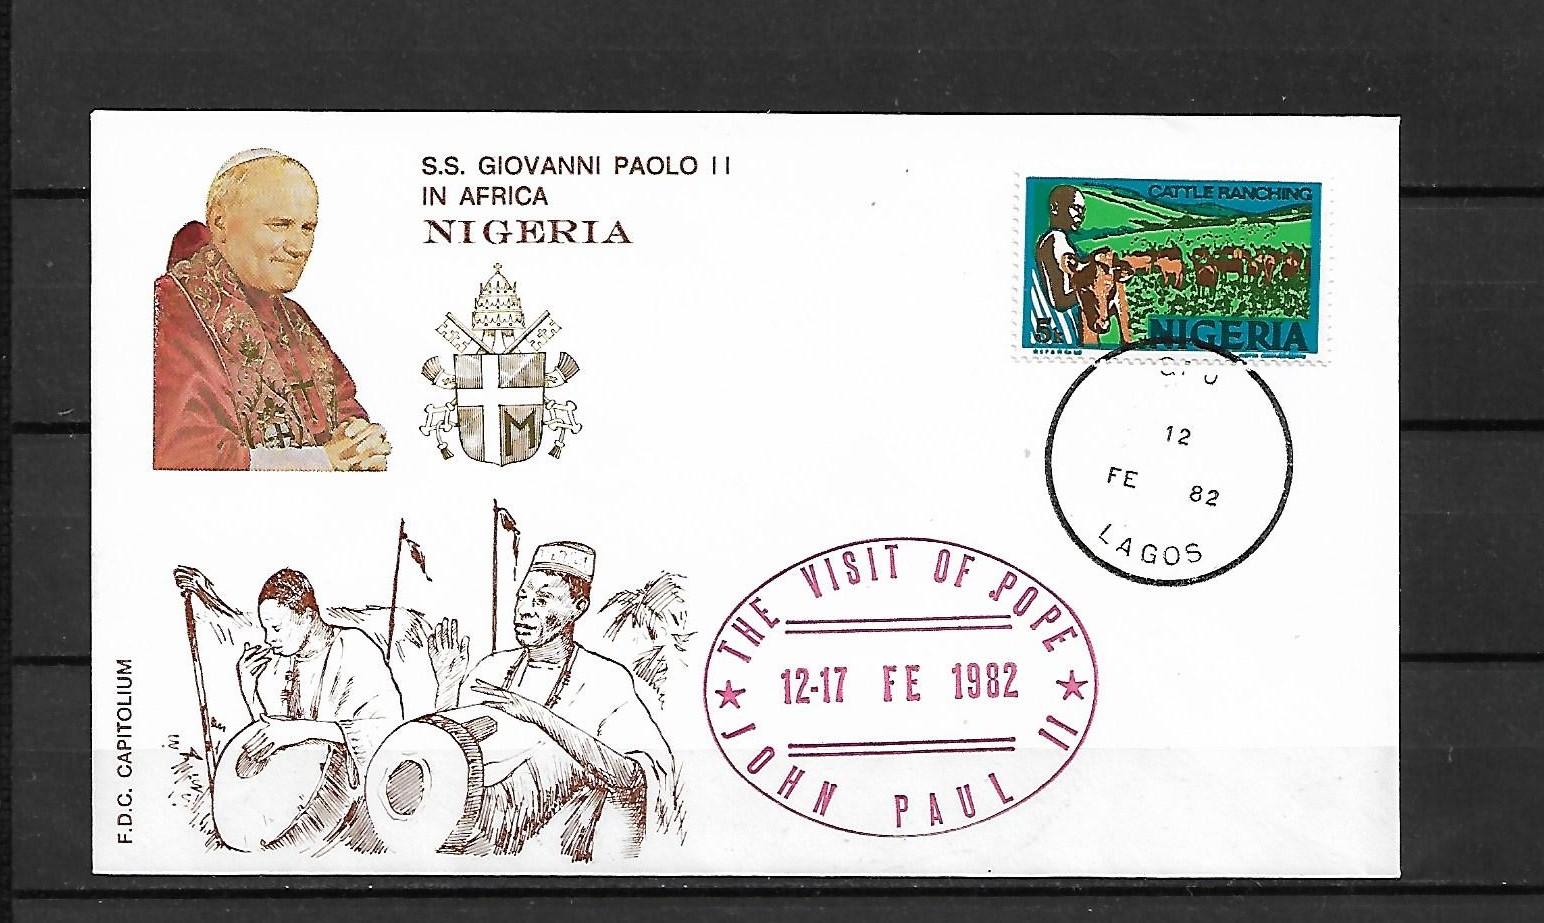 S.S. GIOVANNI PAOLO II
IN AFRICA
NIGERIA
M
CATTLE RANCHING
5k
NIGERIA
12
FE 82
LAGOS
THE VISIT OF POPE
12-17 FE 1982
JOHN PAUL II
F.D.C. CAPITOLIUM